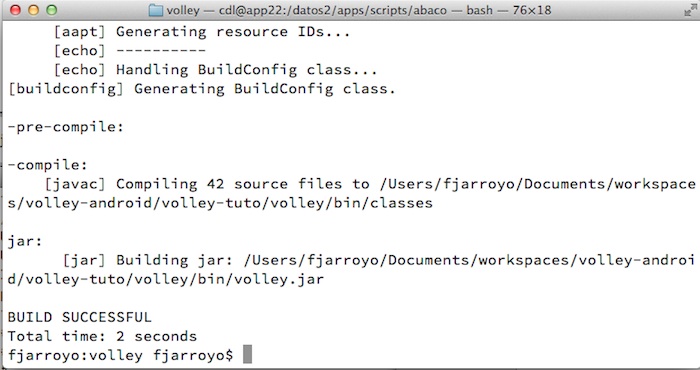 volley — cdl@app22:/datos2/apps/scripts/abaco — bash — 76×18
[aapt] Generating resource IDs...
[echo] ----------
[echo] Handling BuildConfig class...
[buildconfig] Generating BuildConfig class.
-pre-compile:
-compile:
[javac] Compiling 42 source files to /Users/fjarroyo/Documents/workspace
s/volley-android/volley-tuto/volley/bin/classes
jar:
[jar] Building jar: /Users/fjarroyo/Documents/workspaces/volley-androi
d/volley-tuto/volley/bin/volley.jar
BUILD SUCCESSFUL
Total time: 2 seconds
fjarroyo:volley fjarroyo$